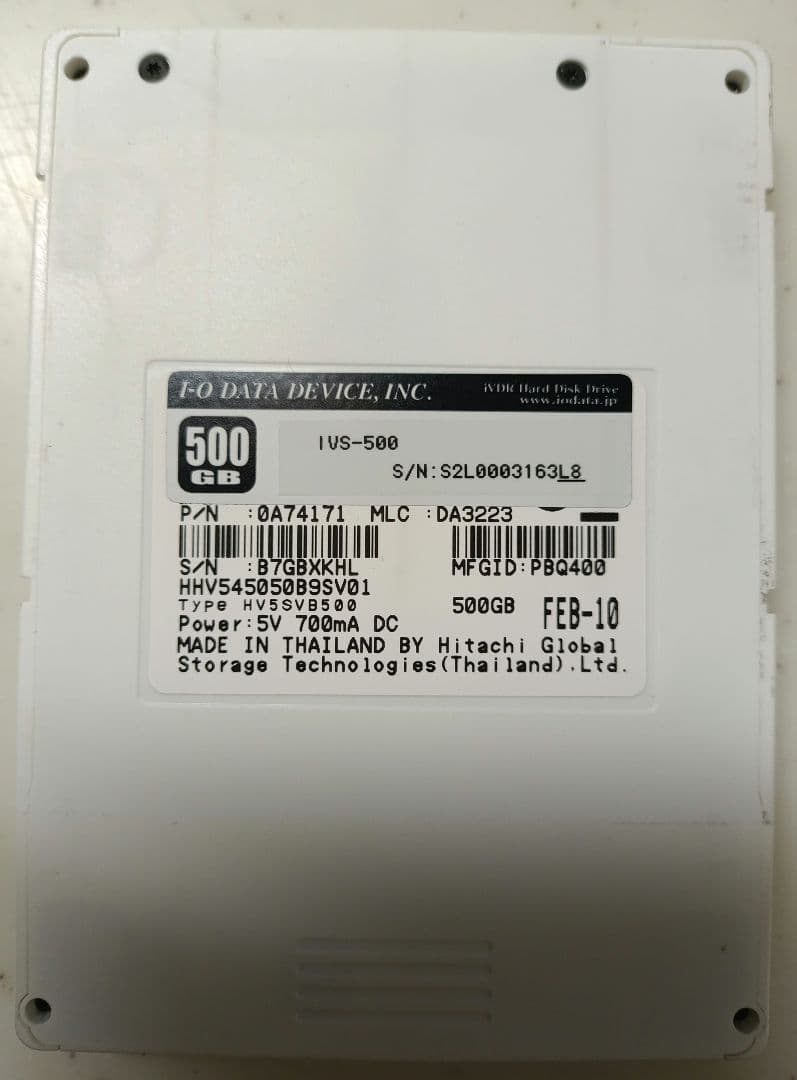 I-O DATA DEVICE, INC.
iVDR Hard Disk Drive
www.iodata.jp
500
GB
IVS-500
S/N:S2L0003163L8
P/N :0A74171 MLC :DA3223
S/N :B7GBXKHL MFGID:PBQ400
HHV545050B9SV01
Type HV5SVB500 500GB FEB-10
Power:5V 700mA DC
MADE IN THAILAND BY Hitachi Global
Storage Technologies(Thailand).Ltd.